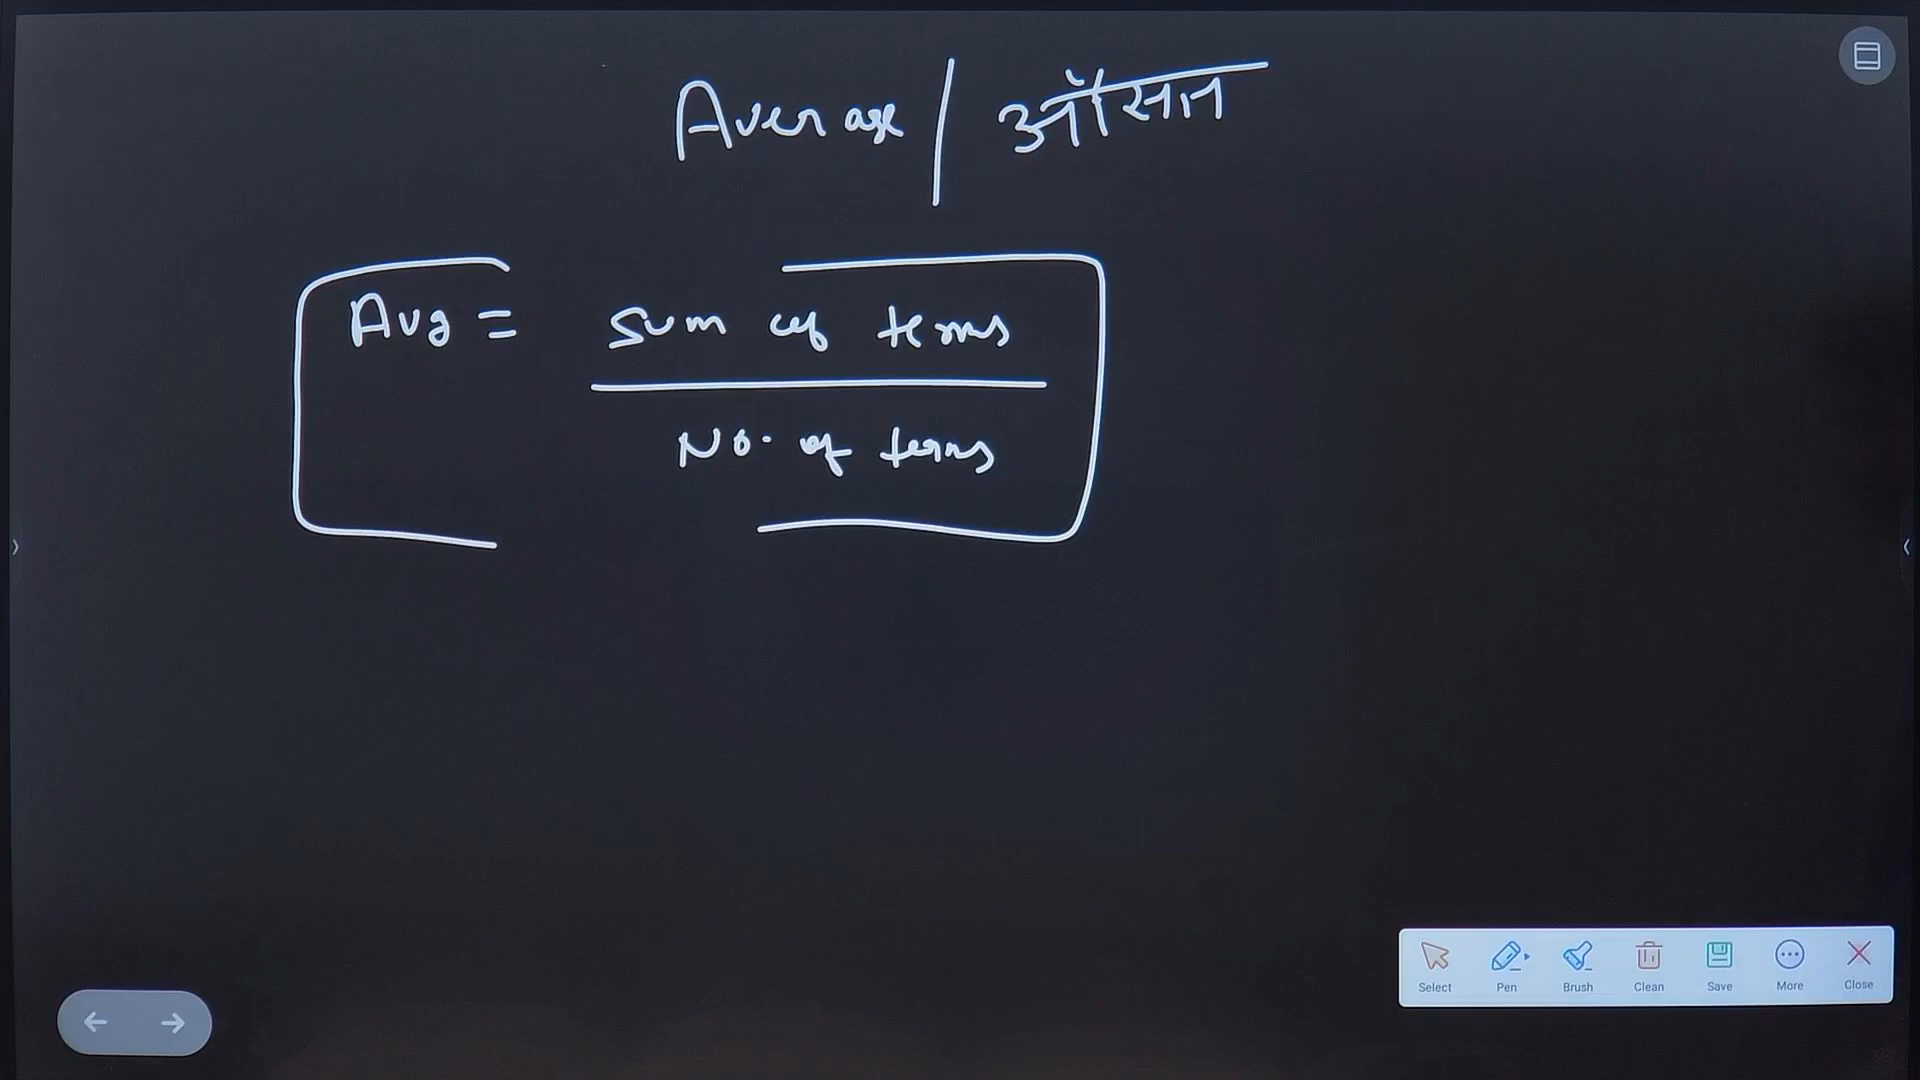 Average | औसत
Avg = sum of terms
No. of terms
Select Pen Brush Clean Save More Close